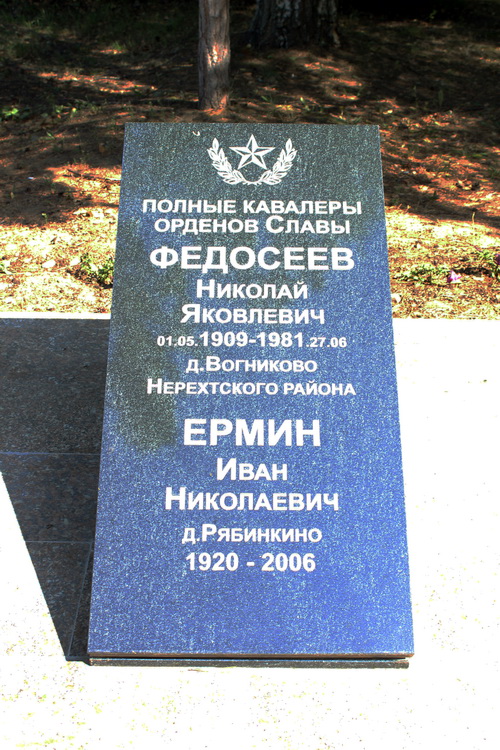 ПОЛНЫЕ КАВАЛЕРЫ
ОРДЕНОВ СЛАВЫ
ФЕДОСЕЕВ
НИКОЛАЙ
ЯКОВЛЕВИЧ
01.05.1909-1981.27.06
Д.ВОГНИКОВО
НЕРЕХТСКОГО РАЙОНА
ЕРМИН
ИВАН
НИКОЛАЕВИЧ
Д.РЯБИНКИНО
1920 - 2006